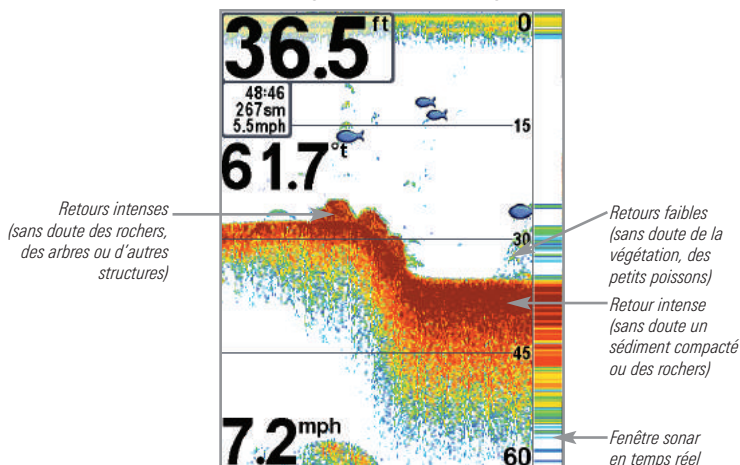 36.5 ft
0
48:46
267sm
5.5mph
15
61.7°t
Retours intenses
(sans doute des rochers,
des arbres ou d'autres
structures)
30
Retours faibles
(sans doute de la
végétation, des
petits poissons)
Retour intense
(sans doute un
sédiment compacté
ou des rochers)
45
7.2 mph
60
Fenêtre sonar
en temps réel